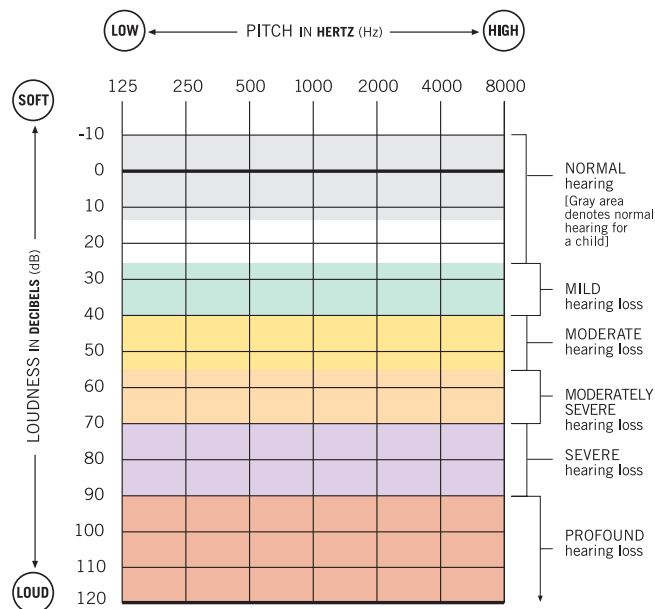 LOW
PITCH IN HERTZ (Hz)
HIGH
125 250 500 1000 2000 4000 8000
SOFT
LOUDNESS IN DECIBELS (dB)
LOUD
-10
0
10
20
30
40
50
60
70
80
90
100
110
120
NORMAL
hearing
[Gray area
denotes normal
hearing for
a child]
MILD
hearing loss
MODERATE
hearing loss
MODERATELY
SEVERE
hearing loss
SEVERE
hearing loss
PROFOUND
hearing loss